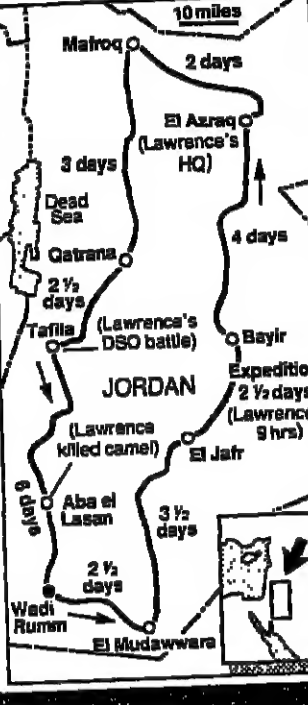 10 miles
Mafroq
2 days
El Azraq
(Lawrence's
HQ)
3 days
Dead
Sea
4 days
Qatrana
2 ½
days
Tafila
(Lawrence's
DSO battle)
Bayir
Expeditio
2 ½ days
(Lawrence
9 hrs)
JORDAN
(Lawrence
killed camel)
El Jafr
6 days
Aba el
Lasan
3 ½
days
2 ½
days
Wadi
Rumm
El Mudawwara